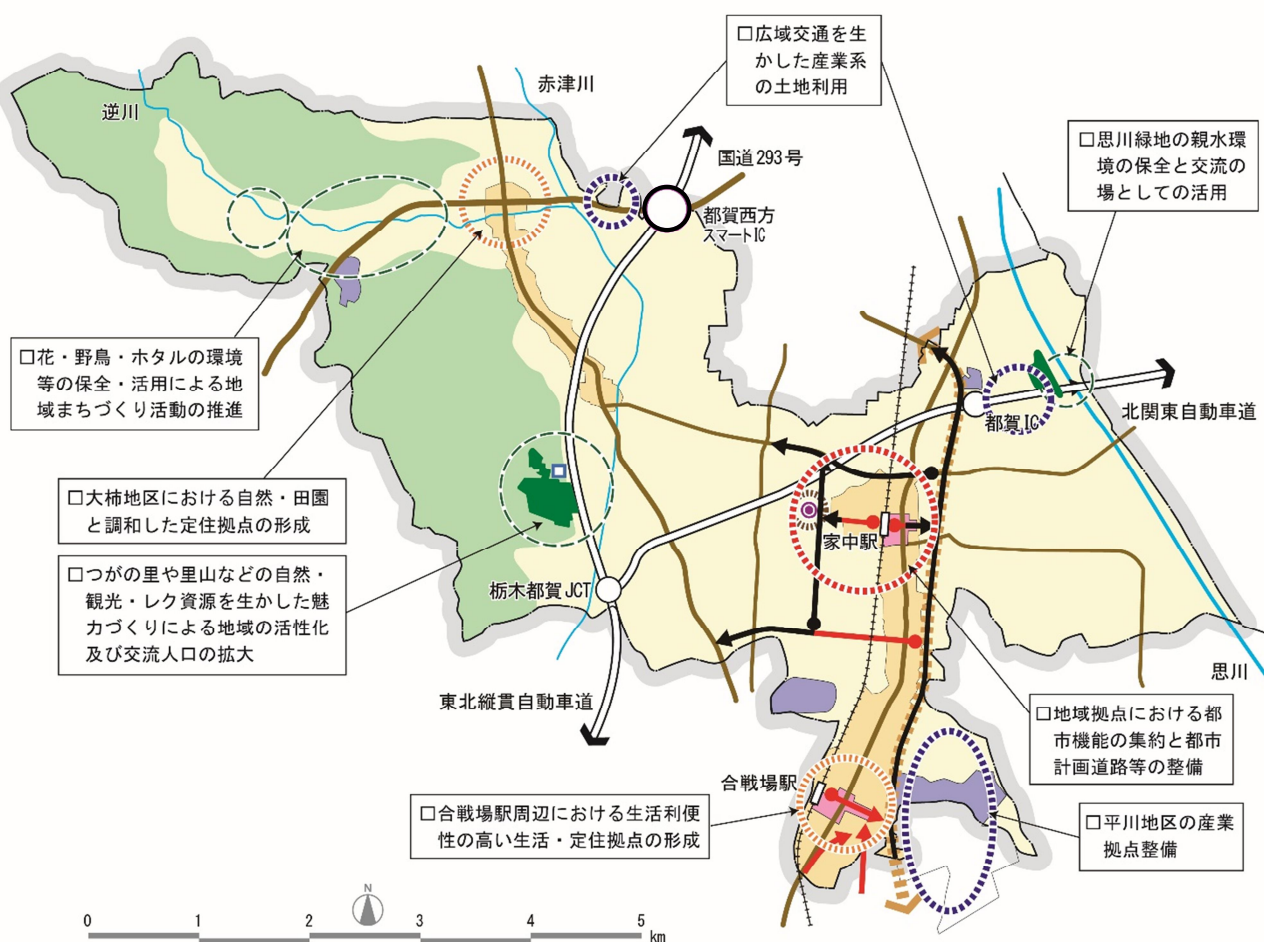 □広域交通を生
かした産業系
の土地利用
赤津川
逆川
国道293号
□思川緑地の親水環
境の保全と交流の
場としての活用
都賀西方
スマートIC
□花・野鳥・ホタルの環境
等の保全・活用による地
域まちづくり活動の推進
北関東自動車道
都賀IC
□大柿地区における自然・田園
と調和した定住拠点の形成
家中駅
□つがの里や里山などの自然・
観光・レク資源を生かした魅
力づくりによる地域の活性化
及び交流人口の拡大
栃木都賀JCT
思川
東北縦貫自動車道
□地域拠点における都
市機能の集約と都市
計画道路等の整備
合戦場駅
□合戦場駅周辺における生活利便
性の高い生活・定住拠点の形成
□平川地区の産業
拠点整備
N
0 1 2 3 4 5
km